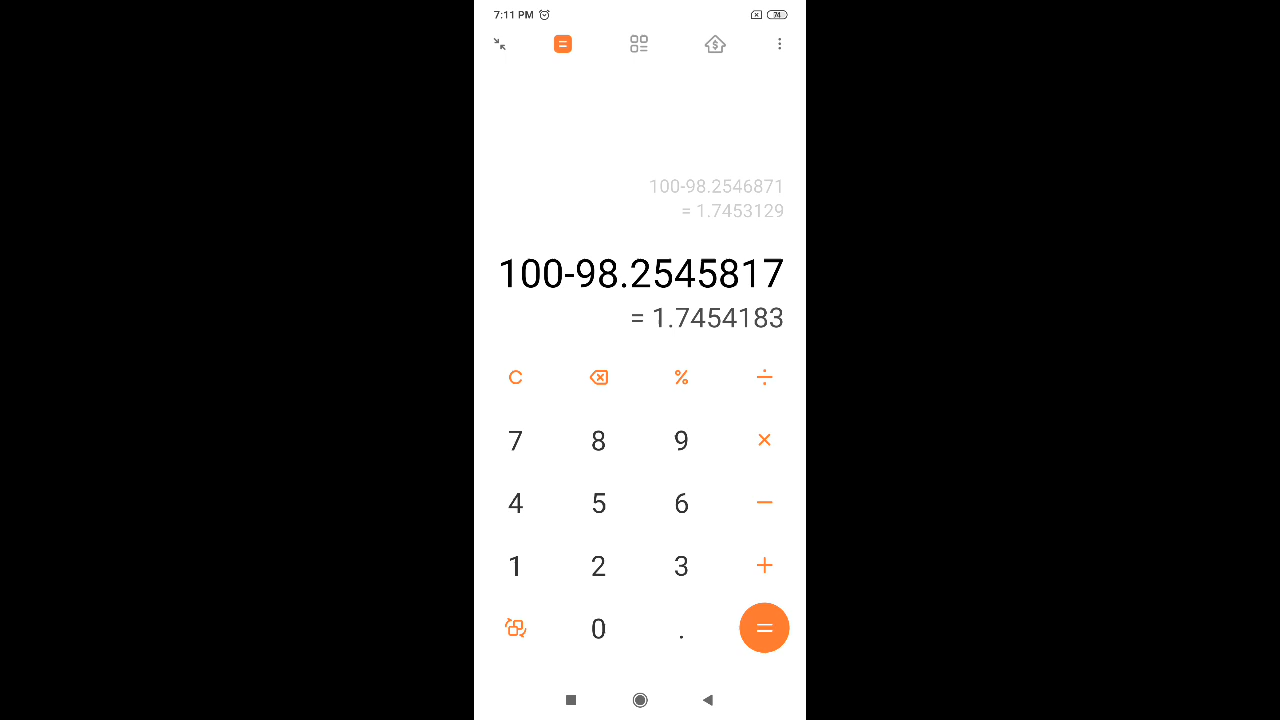 7:11 PM 74
100-98.2546871
= 1.7453129
100-98.2545817
= 1.7454183
C % ÷
7 8 9 ×
4 5 6 −
1 2 3 +
0 . =